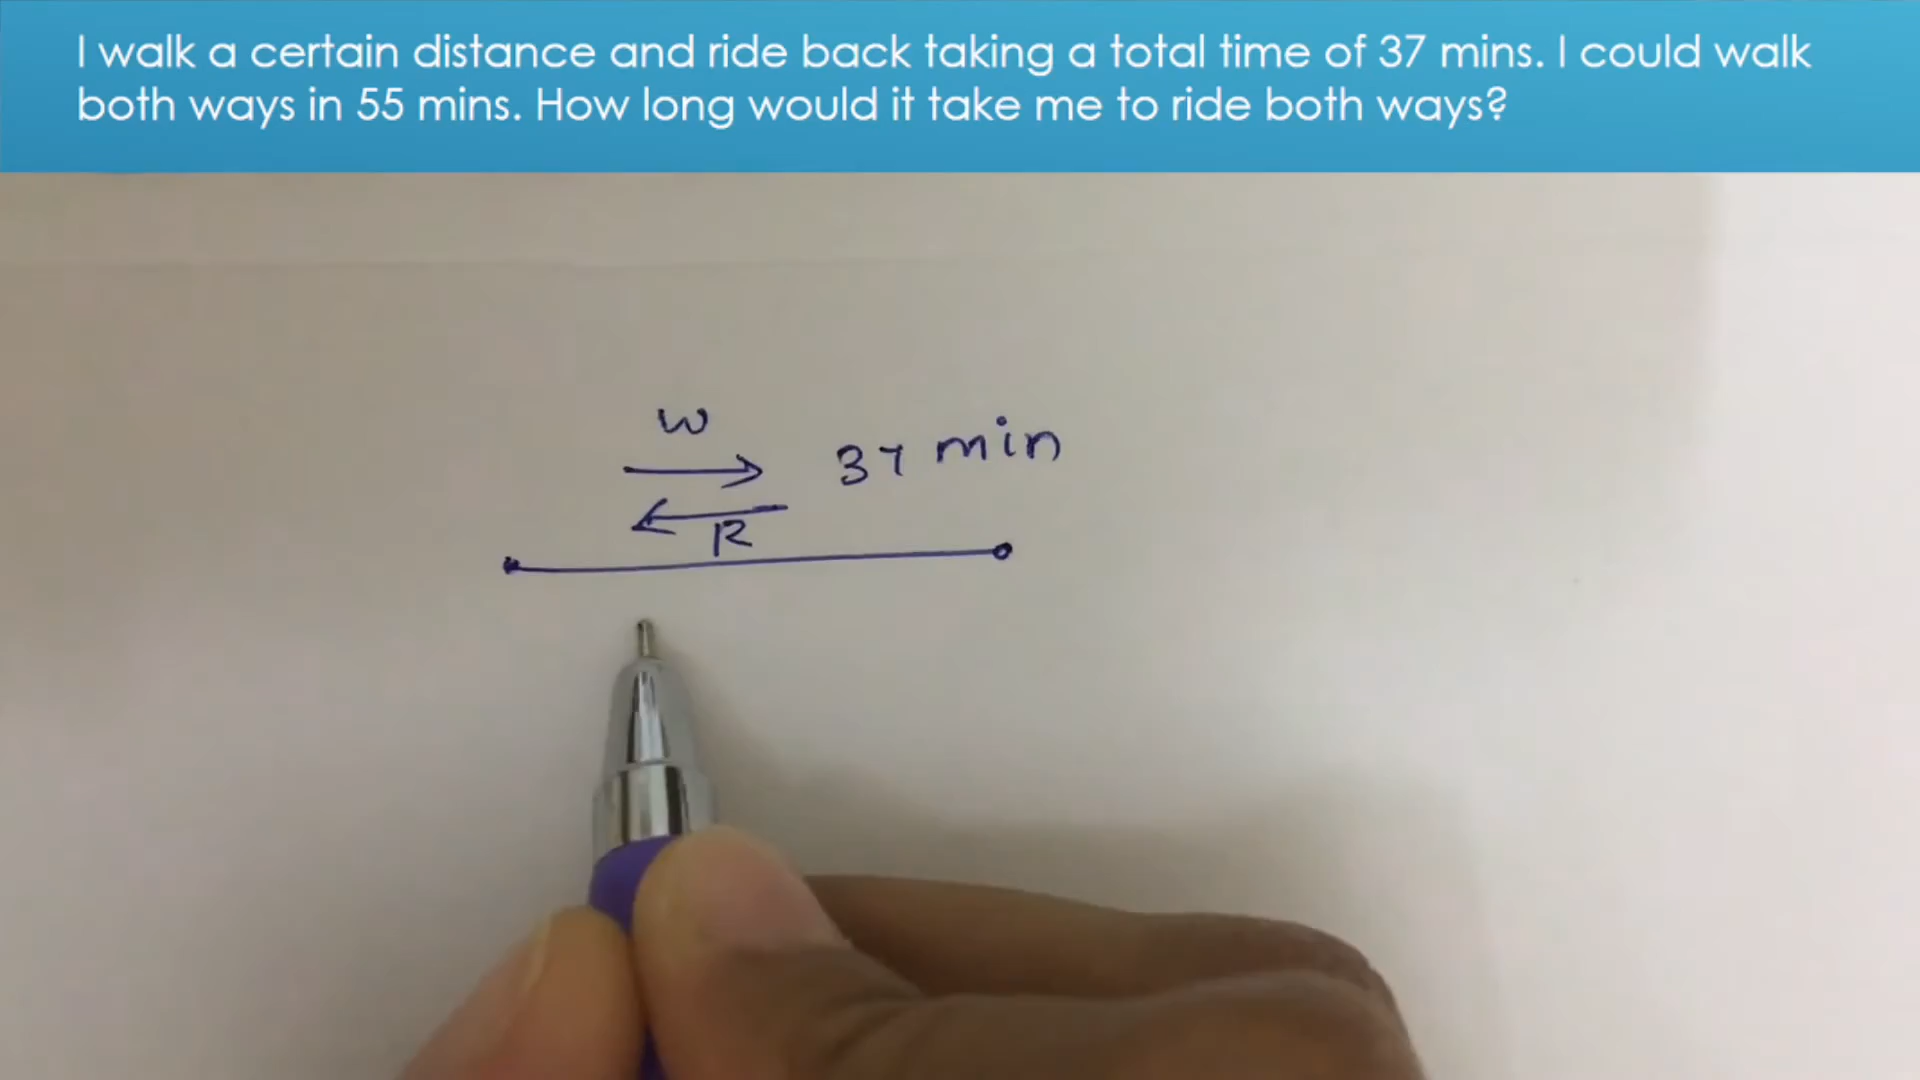 I walk a certain distance and ride back taking a total time of 37 mins. I could walk
both ways in 55 mins. How long would it take me to ride both ways?
W
37 min
R